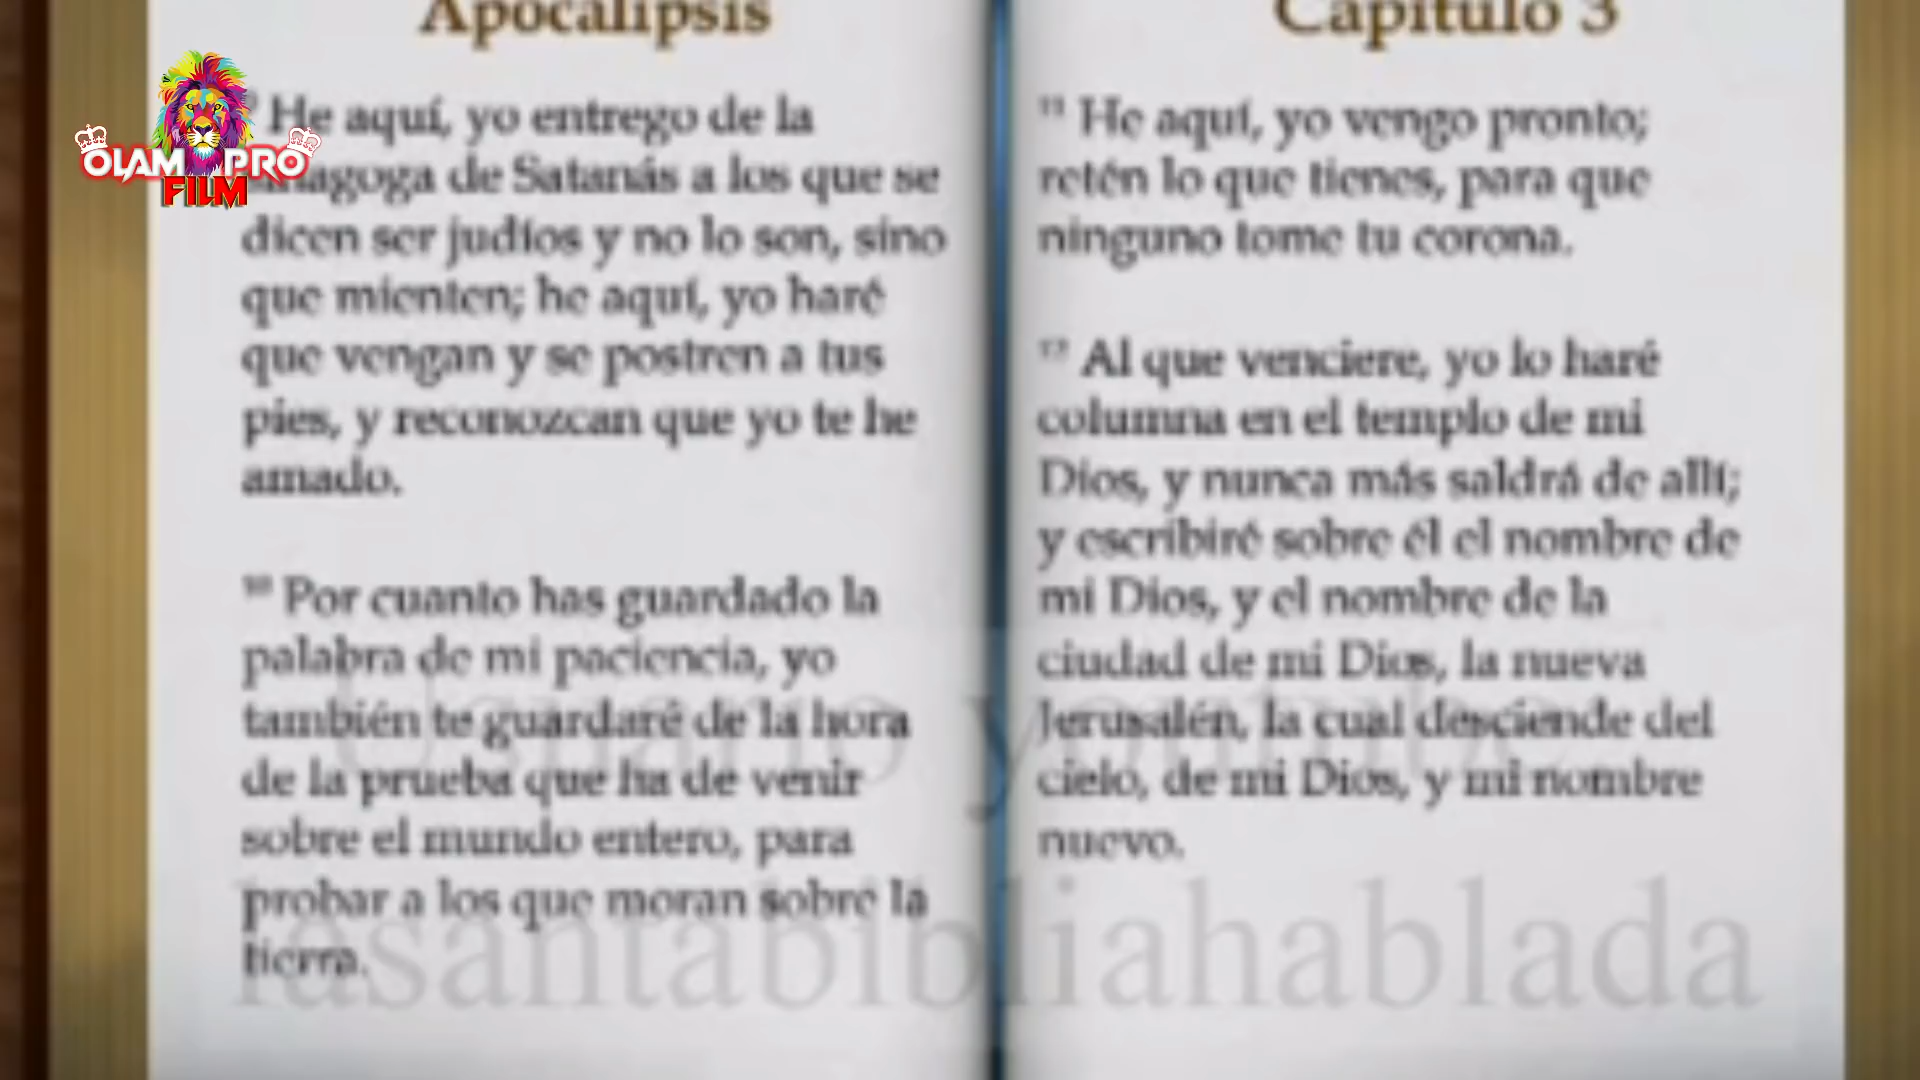 Apocalipsis
OLAM PRO
FILM
9 He aquí, yo entrego de la
sinagoga de Satanás a los que se
dicen ser judíos y no lo son, sino
que mienten; he aquí, yo haré
que vengan y se postren a tus
pies, y reconozcan que yo te he
amado.
10 Por cuanto has guardado la
palabra de mi paciencia, yo
también te guardaré de la hora
de la prueba que ha de venir
sobre el mundo entero, para
probar a los que moran sobre la
tierra.
Capítulo 3
11 He aquí, yo vengo pronto;
retén lo que tienes, para que
ninguno tome tu corona.
12 Al que venciere, yo lo haré
columna en el templo de mi
Dios, y nunca más saldrá de allí;
y escribiré sobre él el nombre de
mi Dios, y el nombre de la
ciudad de mi Dios, la nueva
Jerusalén, la cual desciende del
cielo, de mi Dios, y mi nombre
nuevo.
Usuario youtube
lasantabibliahablada